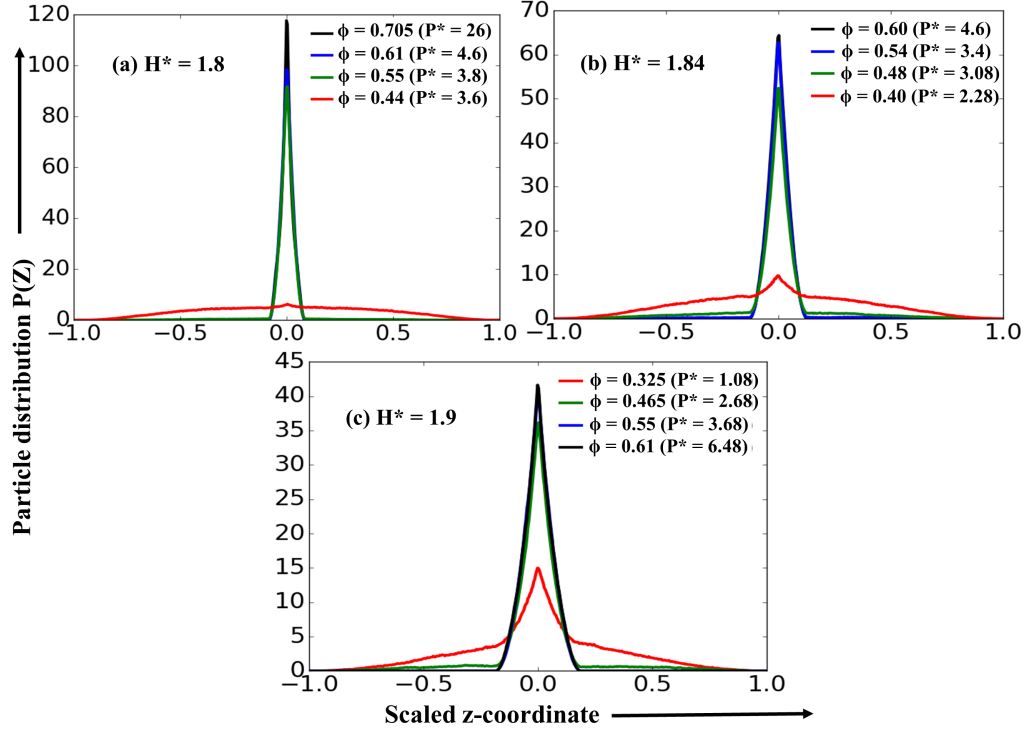 120
100
80
60
40
20
0
−1.0
−0.5
0.0
0.5
1.0
(a) H* = 1.8
ϕ = 0.705 (P* = 26)
ϕ = 0.61 (P* = 4.6)
ϕ = 0.55 (P* = 3.8)
ϕ = 0.44 (P* = 3.6)
70
60
50
40
30
20
10
0
−1.0
−0.5
0.0
0.5
1.0
(b) H* = 1.84
ϕ = 0.60 (P* = 4.6)
ϕ = 0.54 (P* = 3.4)
ϕ = 0.48 (P* = 3.08)
ϕ = 0.40 (P* = 2.28)
Particle distribution P(Z)
45
40
35
30
25
20
15
10
5
0
−1.0
−0.5
0.0
0.5
1.0
(c) H* = 1.9
ϕ = 0.325 (P* = 1.08)
ϕ = 0.465 (P* = 2.68)
ϕ = 0.55 (P* = 3.68)
ϕ = 0.61 (P* = 6.48)
Scaled z-coordinate